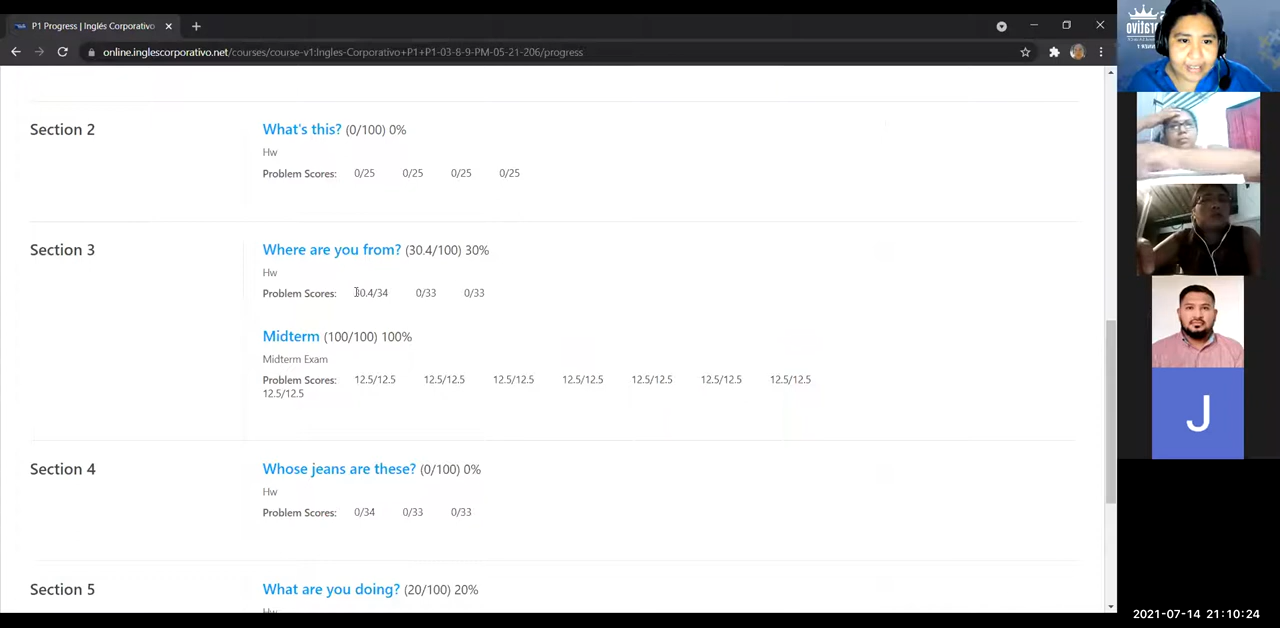 P1 Progress | Inglés Corporativo
online.inglescorporativo.net/courses/course-v1:Ingles-Corporativo+P1+P1-03-8-9-PM-05-21-206/progress
Section 2
What's this? (0/100) 0%
Hw
Problem Scores: 0/25 0/25 0/25 0/25
Section 3
Where are you from? (30.4/100) 30%
Hw
Problem Scores: 30.4/34 0/33 0/33
Midterm (100/100) 100%
Midterm Exam
Problem Scores: 12.5/12.5 12.5/12.5 12.5/12.5 12.5/12.5 12.5/12.5 12.5/12.5 12.5/12.5
12.5/12.5
Section 4
Whose jeans are these? (0/100) 0%
Hw
Problem Scores: 0/34 0/33 0/33
Section 5
What are you doing? (20/100) 20%
Hw
J
2021-07-14 21:10:24